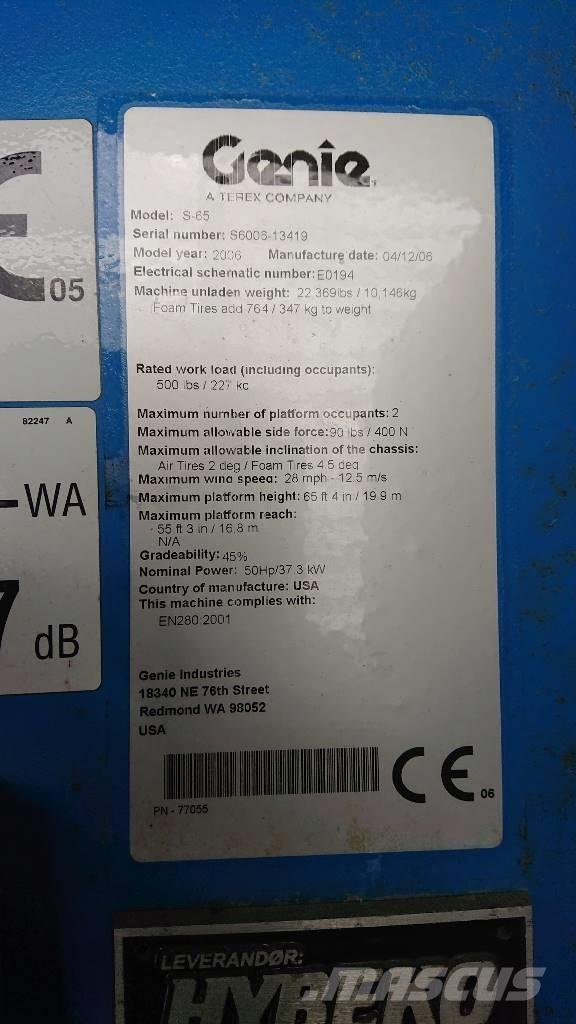 Genie
A TEREX COMPANY
Model: S-65
Serial number: S6006-13419
Model year: 2006 Manufacture date: 04/12/06
Electrical schematic number: E0194
Machine unladen weight: 22,369lbs / 10,146kg
Foam Tires add 764 / 347 kg to weight
Rated work load (including occupants):
500 lbs / 227 kc
Maximum number of platform occupants: 2
Maximum allowable side force: 90 lbs / 400 N
Maximum allowable inclination of the chassis:
Air Tires 2 deg / Foam Tires 4.5 deg
Maximum wind speed: 28 mph - 12.5 m/s
Maximum platform height: 65 ft 4 in / 19.9 m
Maximum platform reach:
55 ft 3 in / 16.8 m
N/A
Gradeability: 45%
Nominal Power: 50Hp/37.3 kW
Country of manufacture: USA
This machine complies with:
EN280:2001
Genie Industries
18340 NE 76th Street
Redmond WA 98052
USA
CE 06
PN - 77055
05
82247 A
-WA
7 dB
LEVERANDØR:
HYBEKO
MASCUS